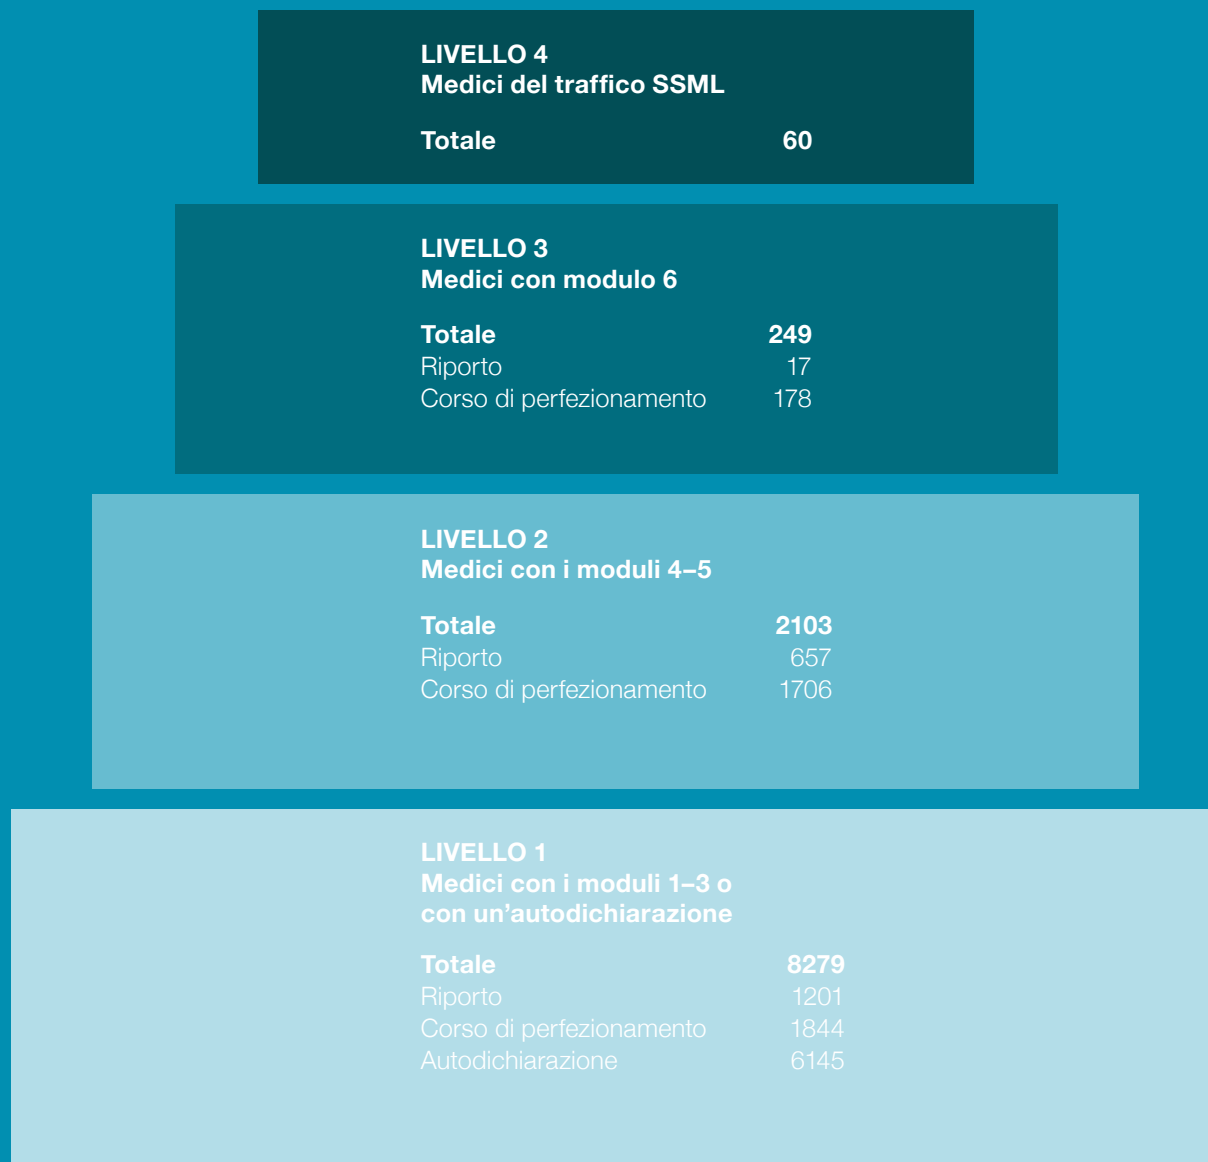 LIVELLO 4
Medici del traffico SSML
Totale 60
LIVELLO 3
Medici con modulo 6
Totale 249
Riporto 17
Corso di perfezionamento 178
LIVELLO 2
Medici con i moduli 4–5
Totale 2103
Riporto 657
Corso di perfezionamento 1706
LIVELLO 1
Medici con i moduli 1–3 o
con un’autodichiarazione
Totale 8279
Riporto 1201
Corso di perfezionamento 1844
Autodichiarazione 6145